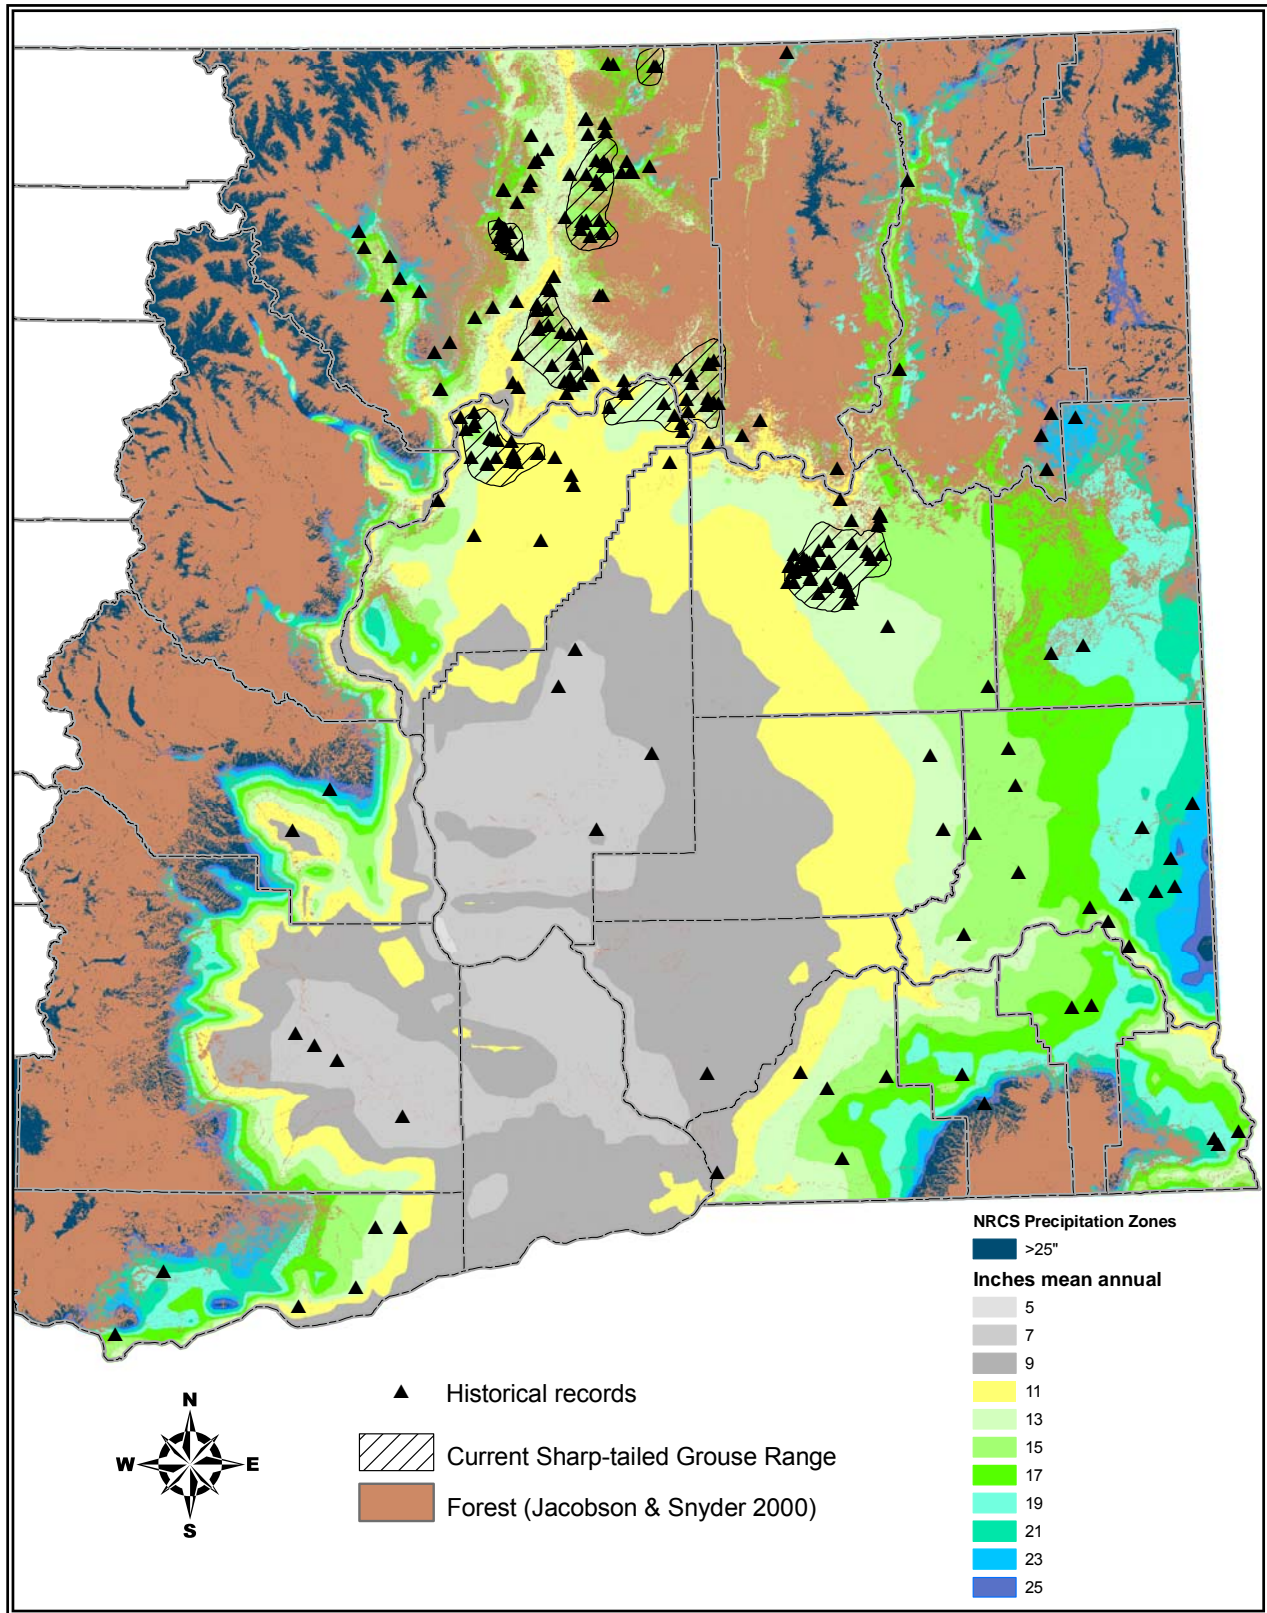 NRCS Precipitation Zones
>25"
Inches mean annual
5
7
9
11
13
15
17
19
21
23
25
N
W E
S
Historical records
Current Sharp-tailed Grouse Range
Forest (Jacobson & Snyder 2000)